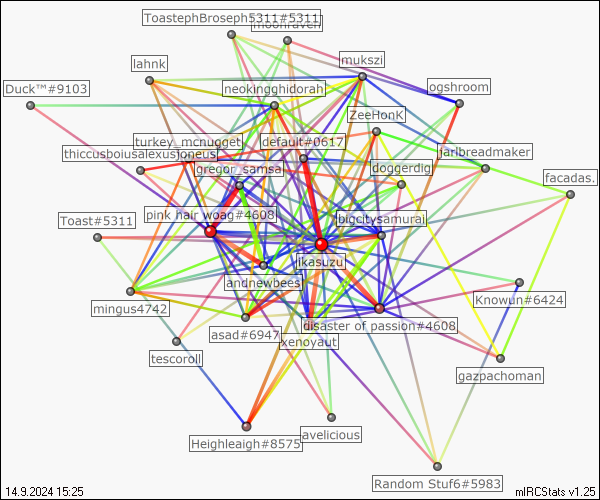 ToastephBroseph5311#5311
moonraven
mukszi
lahnk
ogshroom
Duck™#9103
neokingghidorah
ZeeHonK
turkey_mcnugget
default#0617
jaribreadmaker
thiccusboiusalexusjoneus
gregor_samsa
doggerdig
facadas.
pink hair woag#4608
bigcitysamurai
Toast#5311
ikasuzu
andnewbees
Knowun#6424
mingus4742
disaster of passion#4608
asad#6947
xenoyaut
tescoroll
gazpachoman
avelicious
Heighleaigh#8575
Random Stuf6#5983
14.9.2024 15:25
mIRCStats v1.25